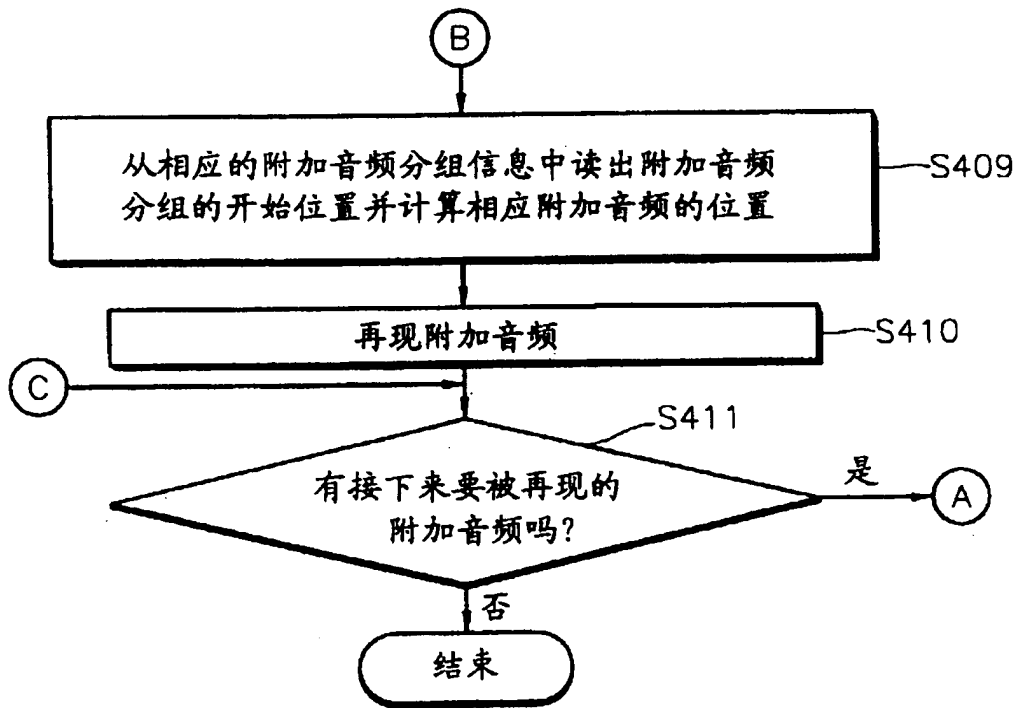 B
从相应的附加音频分组信息中读出附加音频
分组的开始位置并计算相应附加音频的位置
S409
再现附加音频
S410
C
S411
有接下来要被再现的
附加音频吗?
是
A
否
结束